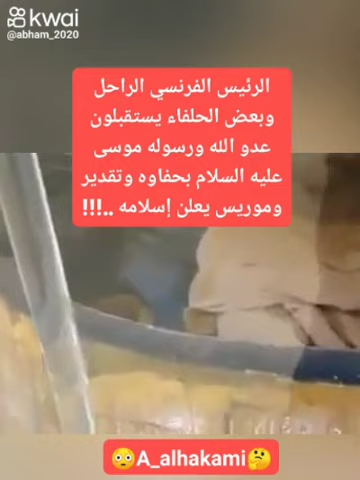 kwai
@abham_2020
الرئيس الفرنسي الراحل
وبعض الحلفاء يستقبلون
عدو الله ورسوله موسى
عليه السلام بحفاوه وتقدير
وموريس يعلن إسلامه ..!!!
😳A_alhakami🤔